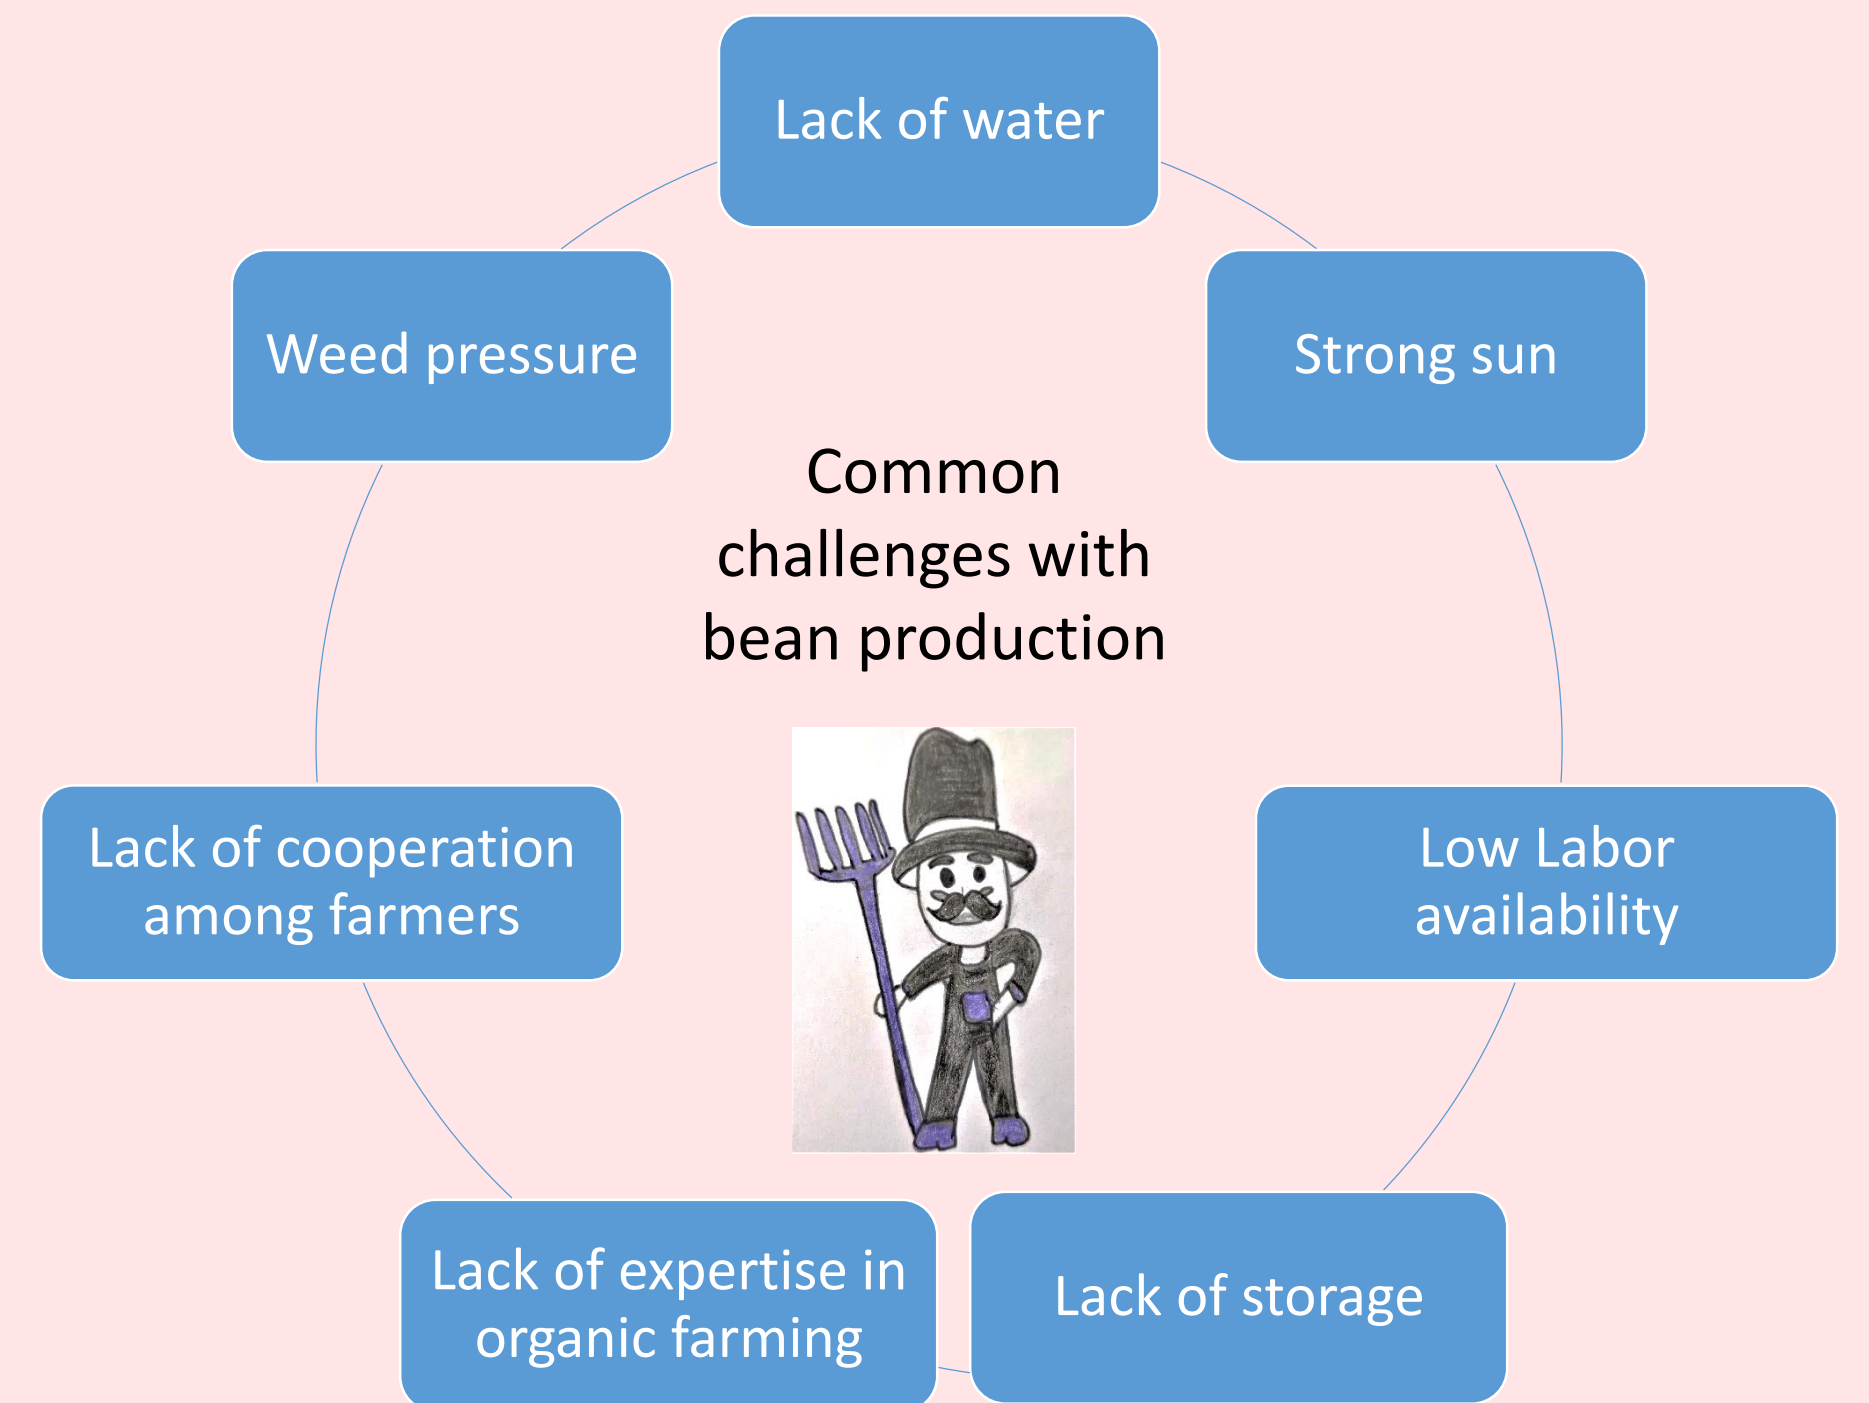 Lack of water
Weed pressure
Strong sun
Common
challenges with
bean production
Lack of cooperation
among farmers
Low Labor
availability
Lack of expertise in
organic farming
Lack of storage